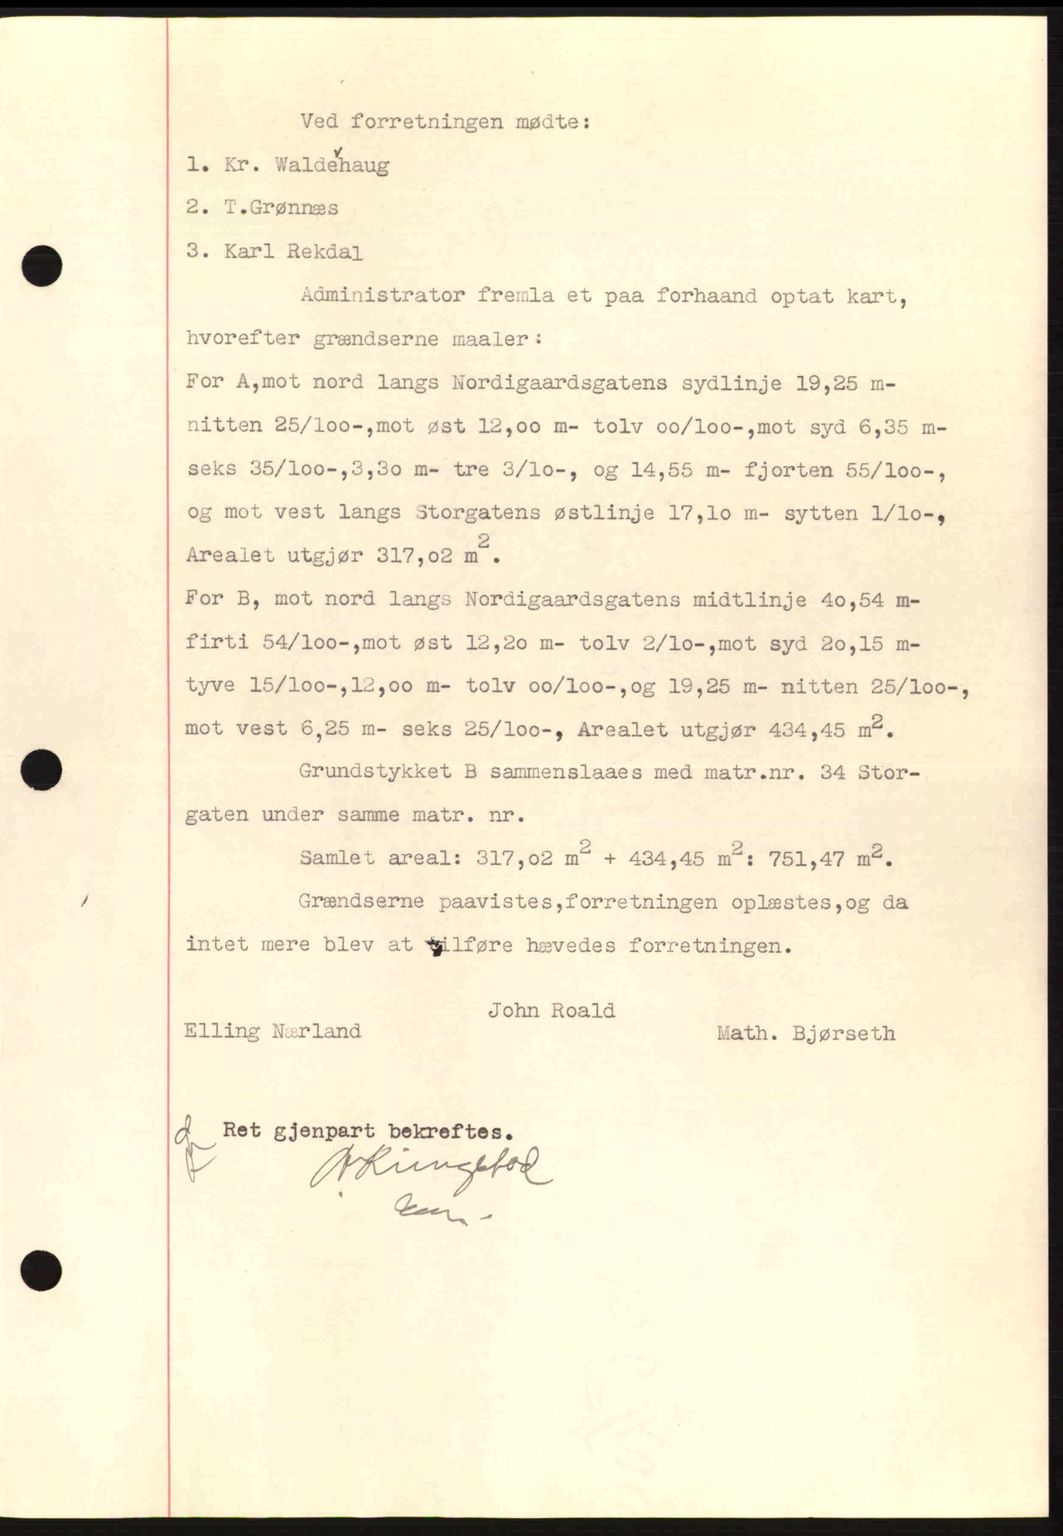 Ved forretningen mødte:
1. Kr. Waldehaug
2. T.Grønnæs
3. Karl Rekdal
Administrator fremla et paa forhaand optat kart,
hvorefter grændserne maaler:
For A,mot nord langs Nordigaardsgatens sydlinje 19,25 m-
nitten 25/loo-,mot øst 12,oo m- tolv oo/loo-,mot syd 6,35 m-
seks 35/loo-,3,3o m- tre 3/lo-, og 14,55 m- fjorten 55/loo-,
og mot vest langs Storgatens østlinje 17,lo m- sytten 1/lo-,
Arealet utgjør 317,o2 m2.
For B, mot nord langs Nordigaardsgatens midtlinje 4o,54 m-
firti 54/loo-,mot øst 12,2o m- tolv 2/lo-,mot syd 2o,15 m-
tyve 15/loo-,12,oo m- tolv oo/loo-,og 19,25 m- nitten 25/loo-,
mot vest 6,25 m- seks 25/loo-, Arealet utgjør 434,45 m2.
Grundstykket B sammenslaaes med matr.nr. 34 Stor-
gaten under samme matr. nr.
Samlet areal: 317,o2 m2 + 434,45 m2: 751,47 m2.
Grændserne paavistes,forretningen oplæstes,og da
intet mere blev at tilføre hævedes forretningen.
John Roald
Elling Nærland Math. Bjørseth
Ret gjenpart bekreftes.